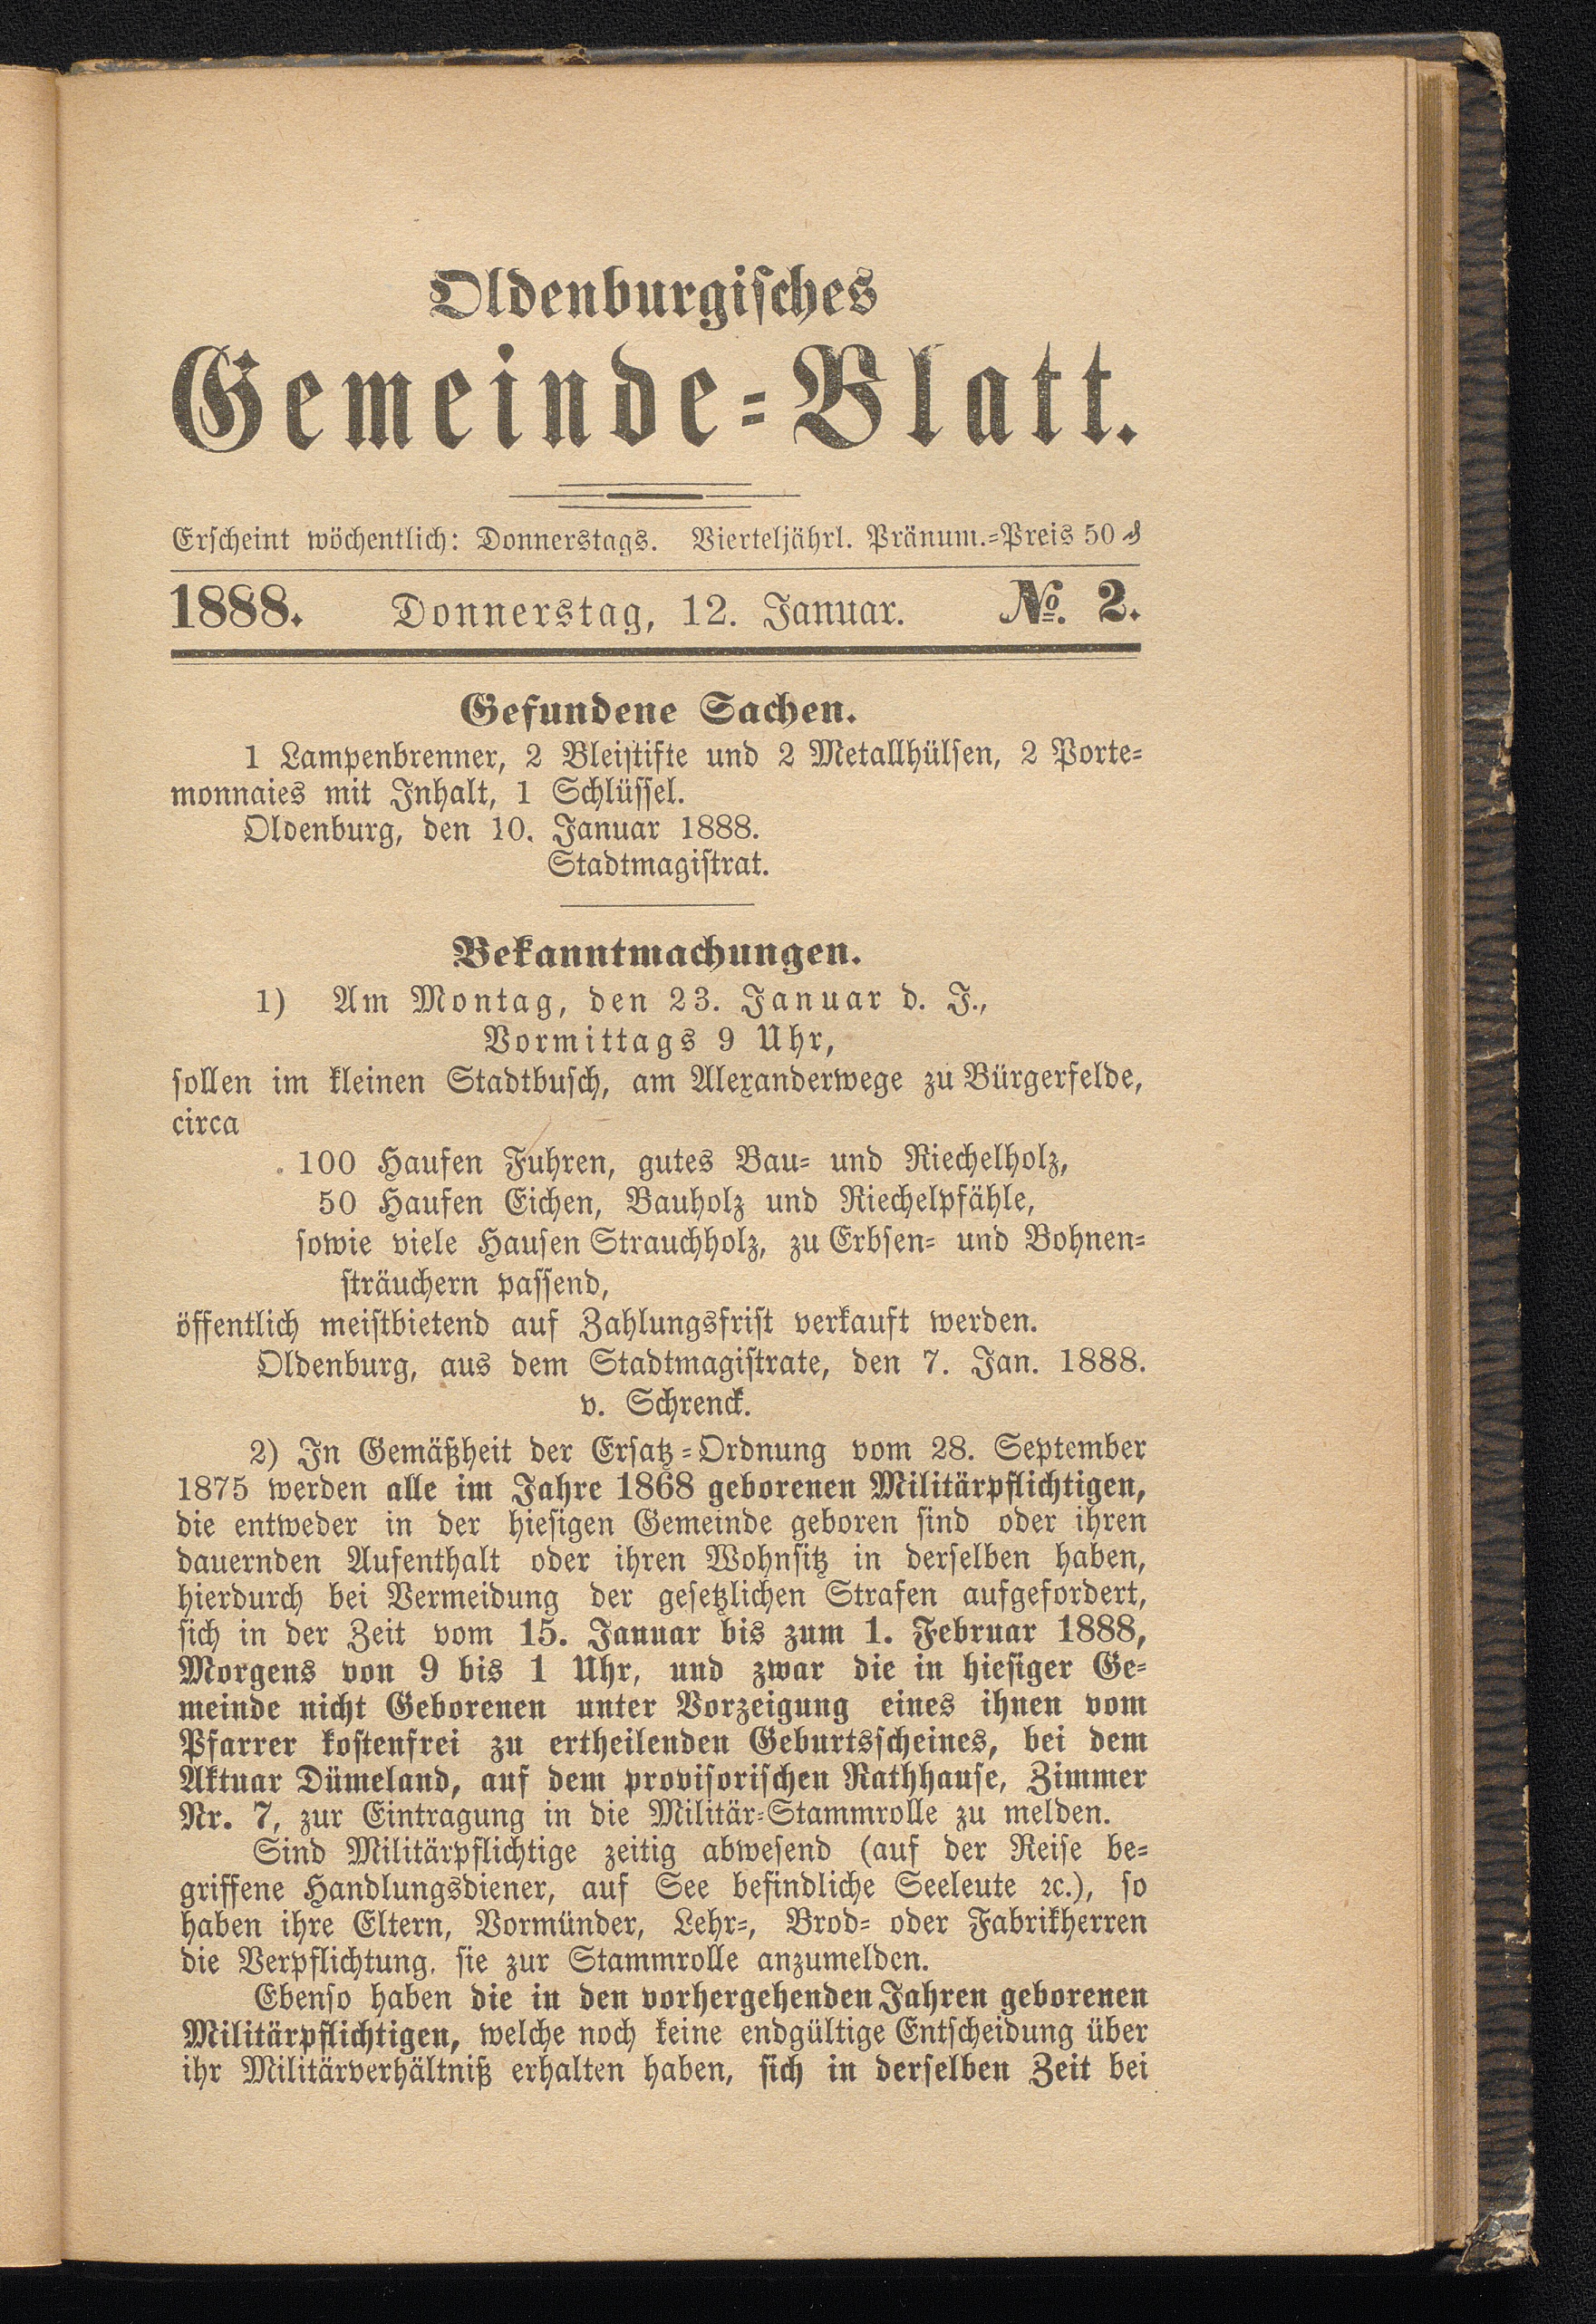 Oldenburgisches
Gemeinde-Blatt.
Erscheint wöchentlich: Donnerstags. Vierteljährl. Pränum.-Preis 50 ₰
1888. Donnerstag, 12. Januar. No. 2.
Gefundene Sachen.
1 Lampenbrenner, 2 Bleistifte und 2 Metallhülsen, 2 Porte-
monnaies mit Inhalt, 1 Schlüssel.
Oldenburg, den 10. Januar 1888.
Stadtmagistrat.
Bekanntmachungen.
1) Am Montag, den 23. Januar d. J.,
Vormittags 9 Uhr,
sollen im kleinen Stadtbusch, am Alexanderwege zu Bürgerfelde,
circa
100 Haufen Fuhren, gutes Bau- und Riechelholz,
50 Haufen Eichen, Bauholz und Riechelpfähle,
sowie viele Haufen Strauchholz, zu Erbsen- und Bohnen-
sträuchern passend,
öffentlich meistbietend auf Zahlungsfrist verkauft werden.
Oldenburg, aus dem Stadtmagistrate, den 7. Jan. 1888.
v. Schrenck.
2) In Gemäßheit der Ersatz-Ordnung vom 28. September
1875 werden alle im Jahre 1868 geborenen Militärpflichtigen,
die entweder in der hiesigen Gemeinde geboren sind oder ihren
dauernden Aufenthalt oder ihren Wohnsitz in derselben haben,
hierdurch bei Vermeidung der gesetzlichen Strafen aufgefordert,
sich in der Zeit vom 15. Januar bis zum 1. Februar 1888,
Morgens von 9 bis 1 Uhr, und zwar die in hiesiger Ge-
meinde nicht Geborenen unter Vorzeigung eines ihnen vom
Pfarrer kostenfrei zu ertheilenden Geburtsscheines, bei dem
Aktuar Dümeland, auf dem provisorischen Rathhause, Zimmer
Nr. 7, zur Eintragung in die Militär-Stammrolle zu melden.
Sind Militärpflichtige zeitig abwesend (auf der Reise be-
griffene Handlungsdiener, auf See befindliche Seeleute ꝛc.), so
haben ihre Eltern, Vormünder, Lehr-, Brod- oder Fabrikherren
die Verpflichtung, sie zur Stammrolle anzumelden.
Ebenso haben die in den vorhergehenden Jahren geborenen
Militärpflichtigen, welche noch keine endgültige Entscheidung über
ihr Militärverhältniß erhalten haben, sich in derselben Zeit bei